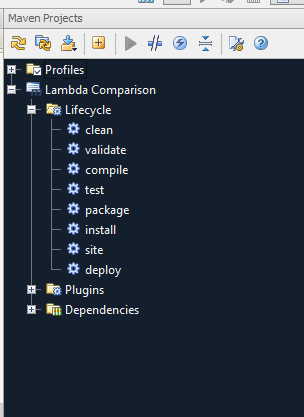 Maven Projects
Profiles
Lambda Comparison
Lifecycle
clean
validate
compile
test
package
install
site
deploy
Plugins
Dependencies